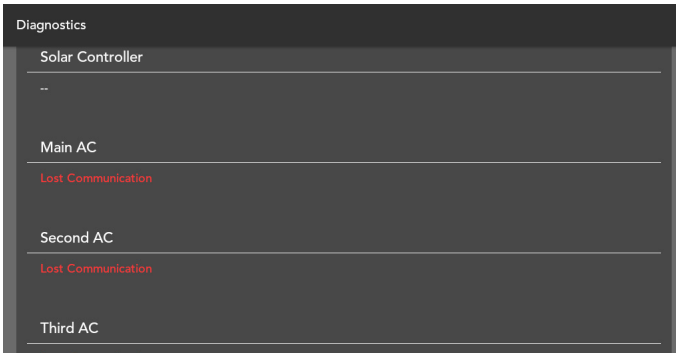 Diagnostics
Solar Controller
--
Main AC
Lost Communication
Second AC
Lost Communication
Third AC